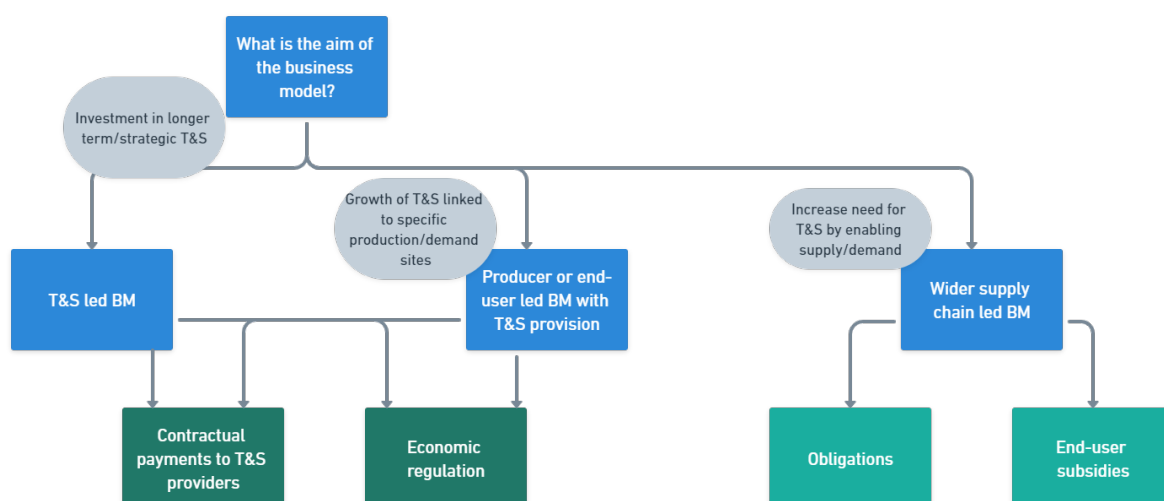 What is the aim of
the business
model?
Investment in longer
term/strategic T&S
Growth of T&S linked
to specific
production/demand
sites
Increase need for
T&S by enabling
supply/demand
T&S led BM
Producer or end-
user led BM with
T&S provision
Wider supply
chain led BM
Contractual
payments to T&S
providers
Economic
regulation
Obligations
End-user
subsidies